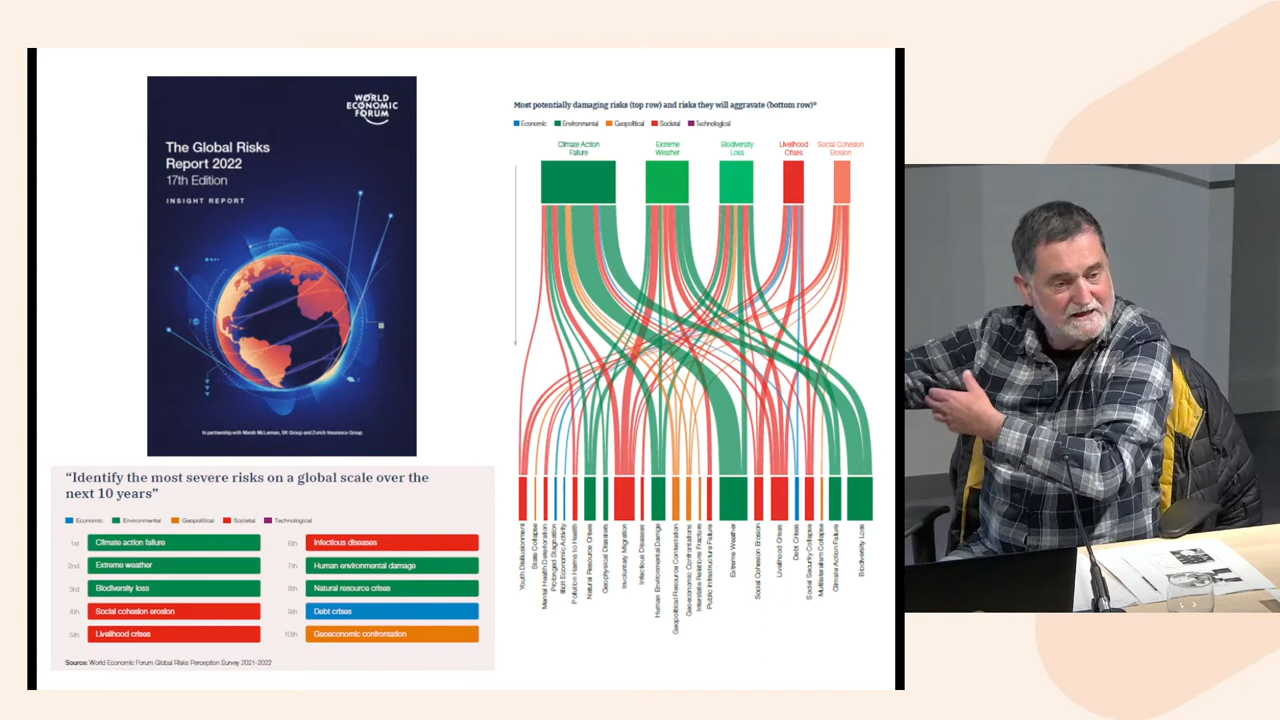 WORLD
ECONOMIC
FORUM
The Global Risks
Report 2022
17th Edition
INSIGHT REPORT
In partnership with Marsh McLennan, SK Group and Zurich Insurance Group
"Identify the most severe risks on a global scale over the
next 10 years"
Economic Environmental Geopolitical Societal Technological
1st Climate action failure
2nd Extreme weather
3rd Biodiversity loss
4th Social cohesion erosion
5th Livelihood crises
6th Infectious diseases
7th Human environmental damage
8th Natural resource crises
9th Debt crises
10th Geoeconomic confrontation
Source: World Economic Forum Global Risks Perception Survey 2021-2022
Most potentially damaging risks (top row) and risks they will aggravate (bottom row)*
Economic Environmental Geopolitical Societal Technological
Climate Action
Failure
Extreme
Weather
Biodiversity
Loss
Livelihood
Crises
Social Cohesion
Erosion
Youth Disillusionment
State Collapse
Mental Health Deterioration
Prolonged Stagnation
Illicit Economic Activity
Pollution Harms to Health
Natural Resource Crises
Geophysical Disasters
Involuntary Migration
Infectious Diseases
Human Environmental Damage
Geopolitical Resource Contestation
Geoeconomic Confrontations
Interstate Relations Fracture
Public Infrastructure Failure
Extreme Weather
Social Cohesion Erosion
Livelihood Crises
Debt Crises
Social Security Collapse
Multilateralism Collapse
Climate Action Failure
Biodiversity Loss